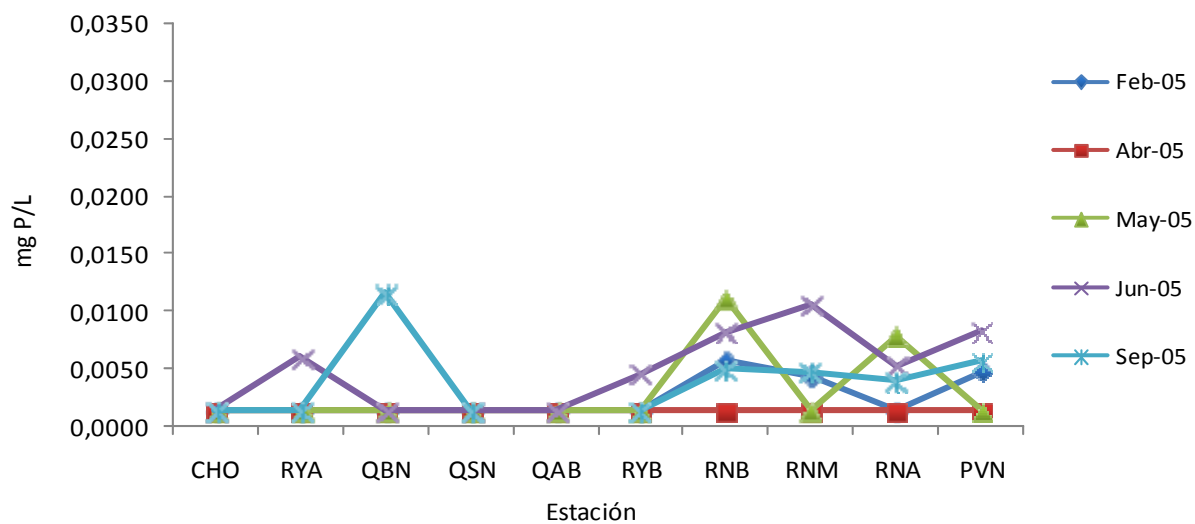 0,0350
0,0300
0,0250
0,0200
0,0150
0,0100
0,0050
0,0000
mg P/L
CHO RYA QBN QSN QAB RYB RNB RNM RNA PVN
Estación
Feb-05
Abr-05
May-05
Jun-05
Sep-05